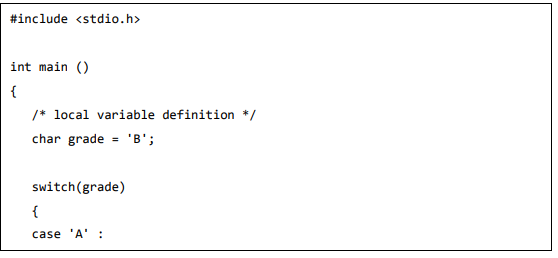 #include <stdio.h>
int main ()
{
/* local variable definition */
char grade = 'B';
switch(grade)
{
case 'A' :